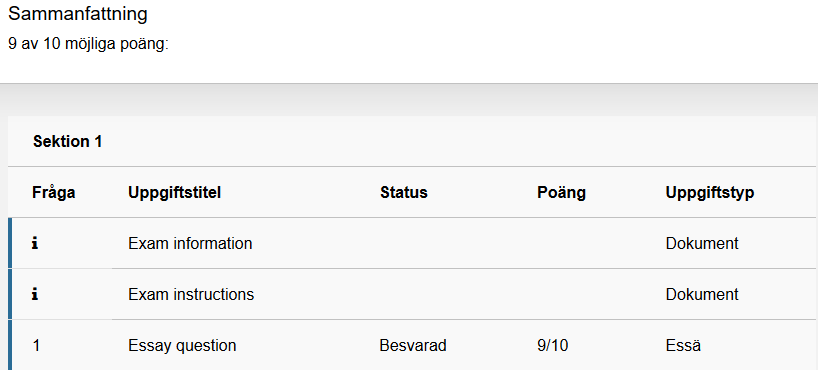 Sammanfattning
9 av 10 möjliga poäng:
Sektion 1
Fråga Uppgiftstitel Status Poäng Uppgiftstyp
i Exam information Dokument
i Exam instructions Dokument
1 Essay question Besvarad 9/10 Essä